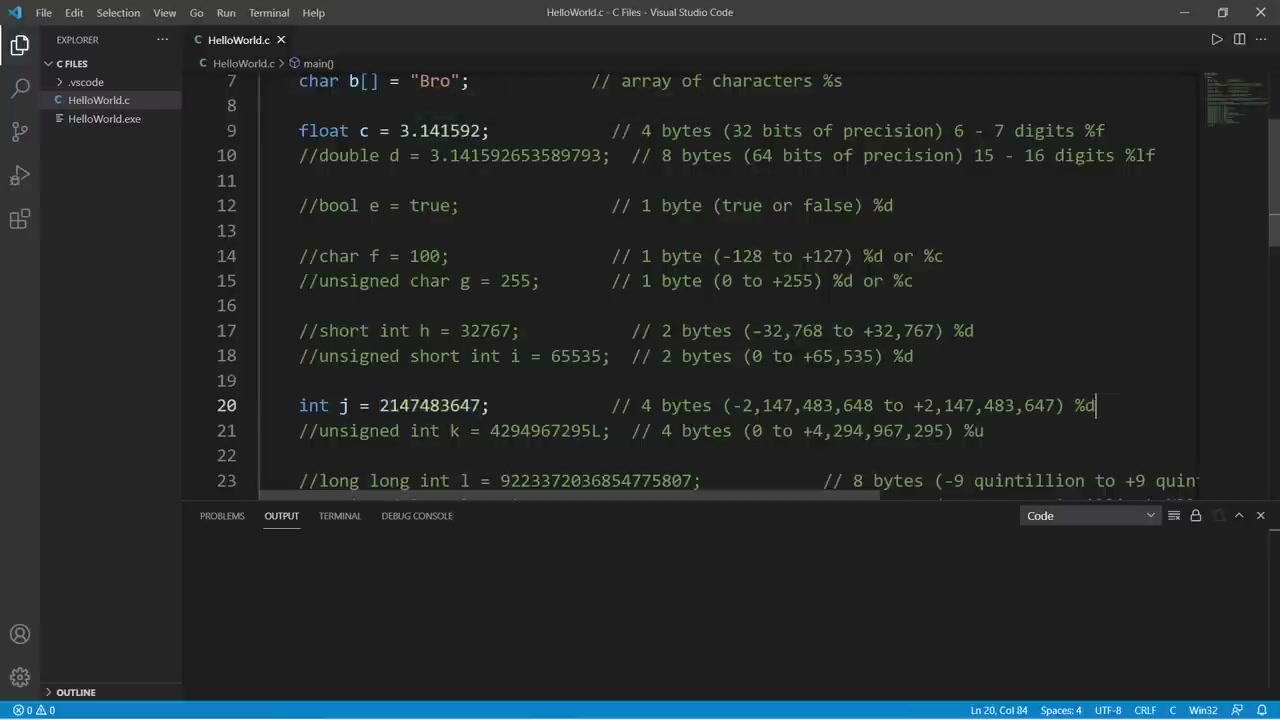 File Edit Selection View Go Run Terminal Help HelloWorld.c - C Files - Visual Studio Code
EXPLORER
C FILES
.vscode
HelloWorld.c
HelloWorld.exe
OUTLINE
HelloWorld.c
HelloWorld.c > main()
7 char b[] = "Bro"; // array of characters %s
8
9 float c = 3.141592; // 4 bytes (32 bits of precision) 6 - 7 digits %f
10 //double d = 3.141592653589793; // 8 bytes (64 bits of precision) 15 - 16 digits %lf
11
12 //bool e = true; // 1 byte (true or false) %d
13
14 //char f = 100; // 1 byte (-128 to +127) %d or %c
15 //unsigned char g = 255; // 1 byte (0 to +255) %d or %c
16
17 //short int h = 32767; // 2 bytes (-32,768 to +32,767) %d
18 //unsigned short int i = 65535; // 2 bytes (0 to +65,535) %d
19
20 int j = 2147483647; // 4 bytes (-2,147,483,648 to +2,147,483,647) %d
21 //unsigned int k = 4294967295L; // 4 bytes (0 to +4,294,967,295) %u
22
23 //long long int l = 9223372036854775807; // 8 bytes (-9 quintillion to +9 quin
PROBLEMS OUTPUT TERMINAL DEBUG CONSOLE Code
0 0 Ln 20, Col 84 Spaces: 4 UTF-8 CRLF C Win32